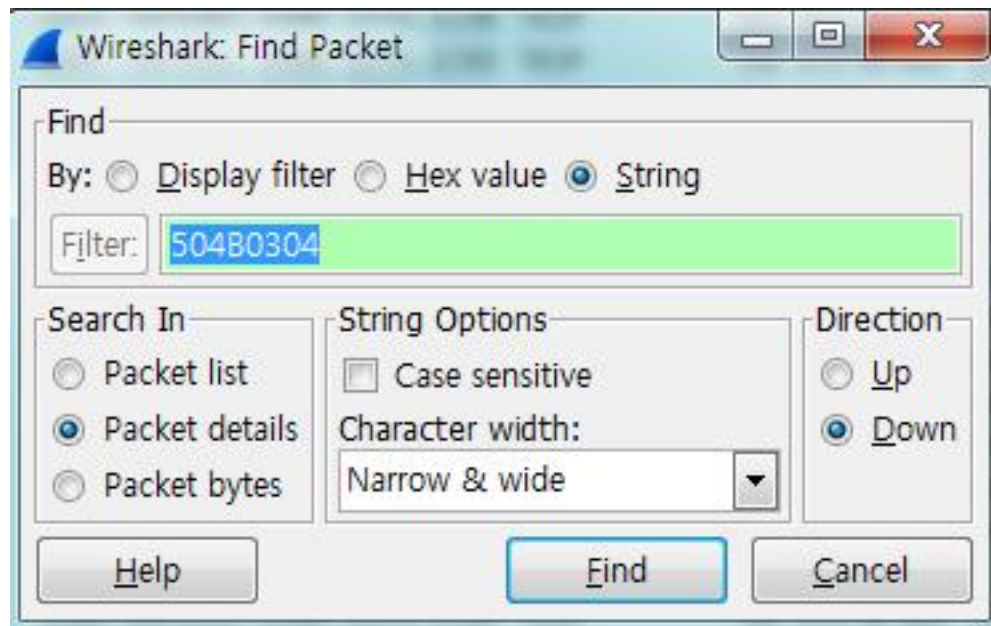 Wireshark: Find Packet
Find
By: Display filter Hex value String
Filter: 504B0304
Search In
Packet list
Packet details
Packet bytes
String Options
Case sensitive
Character width:
Narrow & wide
Direction
Up
Down
Help Find Cancel